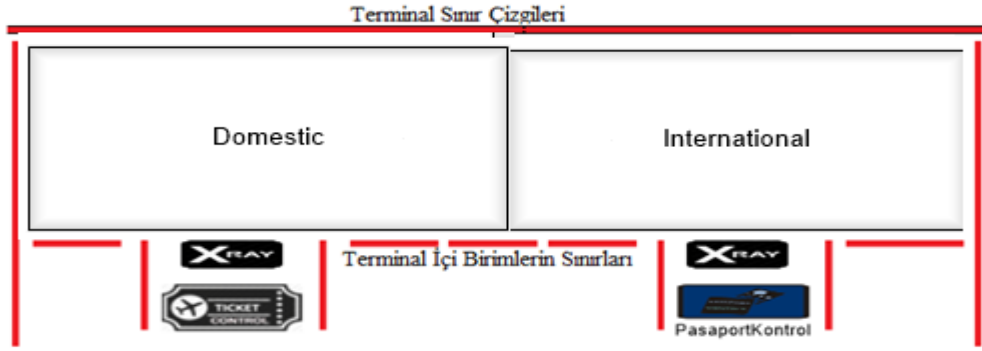 Terminal Sınır Çizgileri
Domestic
International
XRAY
Terminal İçi Birimlerin Sınırları
XRAY
TICKET
CONTROL
PasaportKontrol